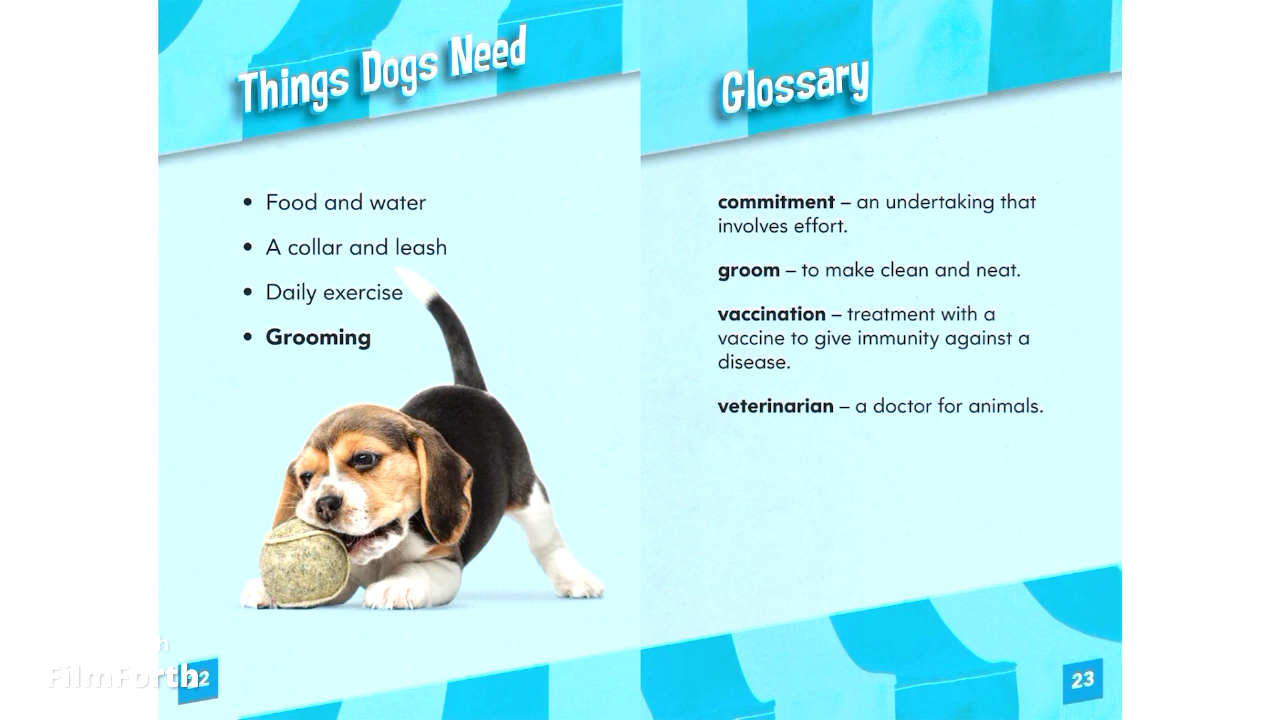 Things Dogs Need
• Food and water
• A collar and leash
• Daily exercise
• Grooming
Glossary
commitment – an undertaking that
involves effort.
groom – to make clean and neat.
vaccination – treatment with a
vaccine to give immunity against a
disease.
veterinarian – a doctor for animals.
FilmForth
23